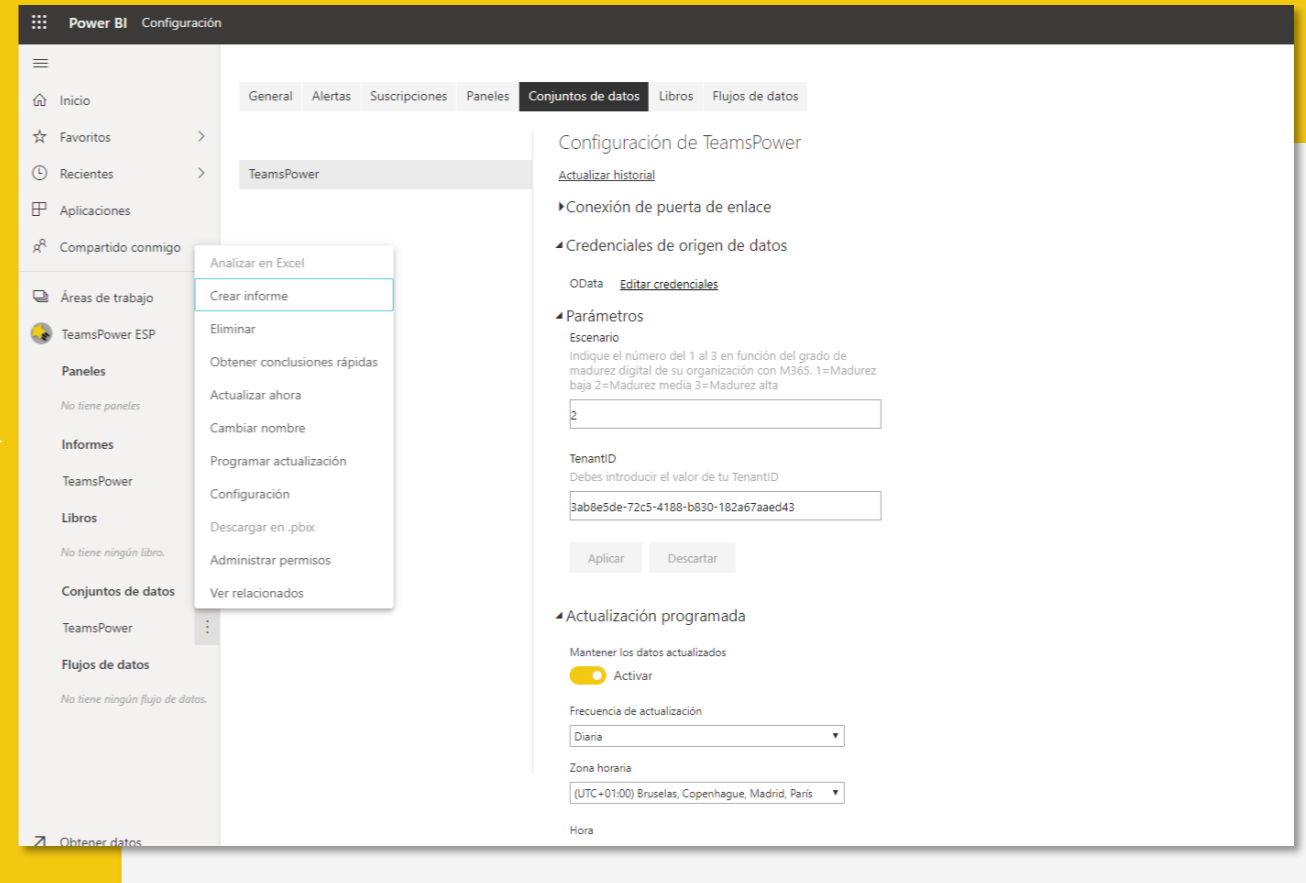 Power BI Configuración
Inicio
Favoritos
Recientes
Aplicaciones
Compartido conmigo
Áreas de trabajo
TeamsPower ESP
Paneles
No tiene paneles
Informes
TeamsPower
Libros
No tiene ningún libro.
Conjuntos de datos
TeamsPower
Flujos de datos
No tiene ningún flujo de datos.
Obtener datos
Analizar en Excel
Crear informe
Eliminar
Obtener conclusiones rápidas
Actualizar ahora
Cambiar nombre
Programar actualización
Configuración
Descargar en .pbix
Administrar permisos
Ver relacionados
General Alertas Suscripciones Paneles Conjuntos de datos Libros Flujos de datos
TeamsPower
Configuración de TeamsPower
Actualizar historial
Conexión de puerta de enlace
Credenciales de origen de datos
OData Editar credenciales
Parámetros
Escenario
Indique el número del 1 al 3 en función del grado de
madurez digital de su organización con M365. 1=Madurez
baja 2=Madurez media 3=Madurez alta
2
TenantID
Debes introducir el valor de tu TenantID
3ab8e5de-72c5-4188-b830-182a67aaed43
Aplicar Descartar
Actualización programada
Mantener los datos actualizados
Activar
Frecuencia de actualización
Diaria
Zona horaria
(UTC+01:00) Bruselas, Copenhague, Madrid, París
Hora